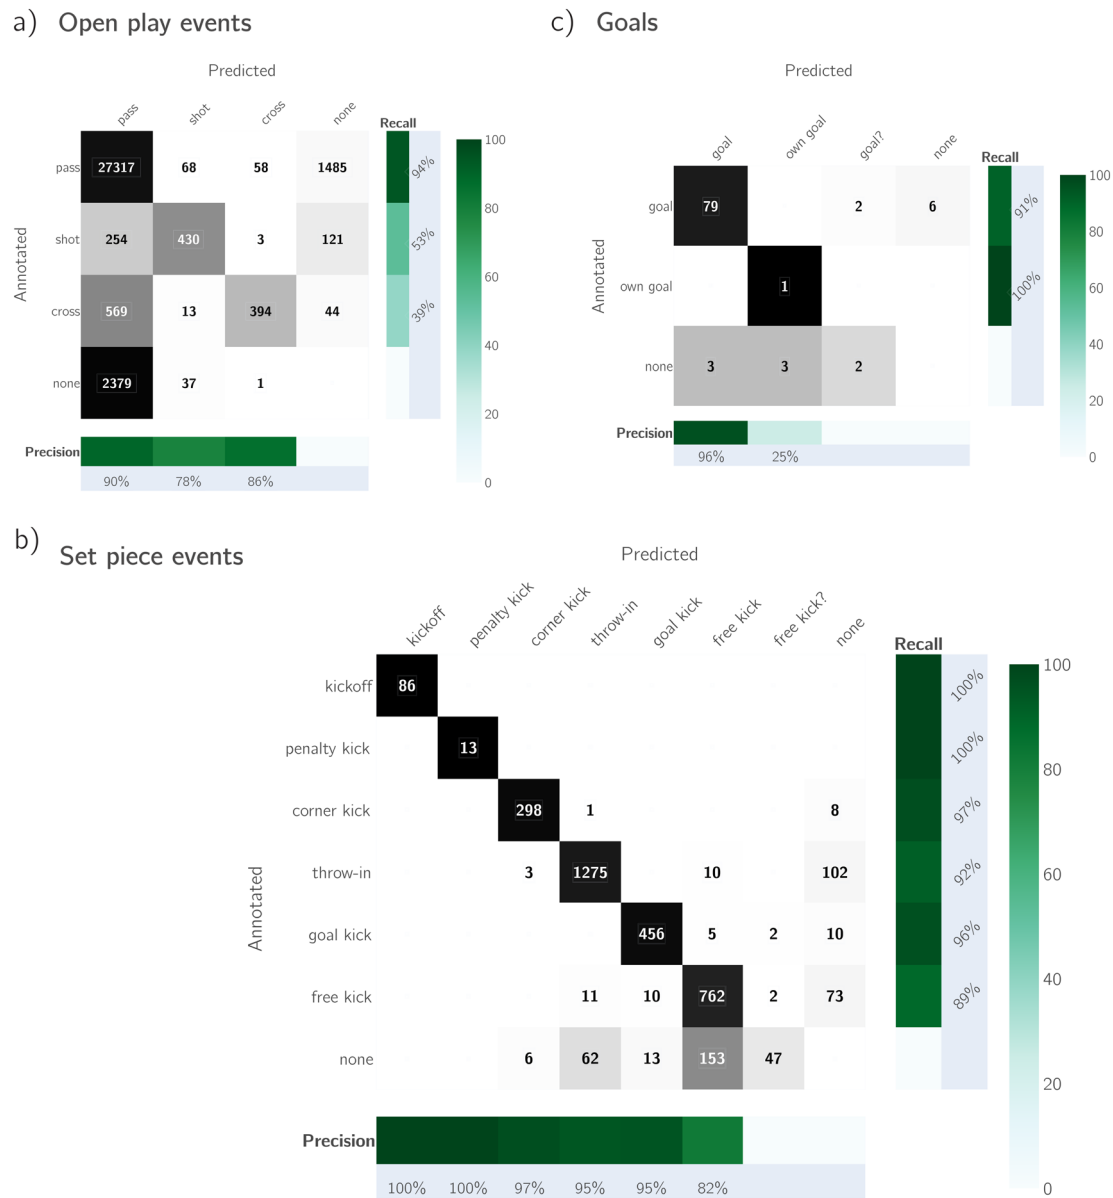 a) Open play events
Predicted
pass shot cross none
Recall
Annotated
pass 27317 68 58 1485 94%
shot 254 430 3 121 53%
cross 569 13 394 44 39%
none 2379 37 1
Precision
90% 78% 86%
100
80
60
40
20
0
c) Goals
Predicted
goal own goal goal? none
Recall
Annotated
goal 79 2 6 91%
own goal 1 100%
none 3 3 2
Precision
96% 25%
100
80
60
40
20
0
b) Set piece events
Predicted
kickoff penalty kick corner kick throw-in goal kick free kick free kick? none
Recall
Annotated
kickoff 86 100%
penalty kick 13 100%
corner kick 298 1 8 97%
throw-in 3 1275 10 102 92%
goal kick 456 5 2 10 96%
free kick 11 10 762 2 73 89%
none 6 62 13 153 47
Precision
100% 100% 97% 95% 95% 82%
100
80
60
40
20
0